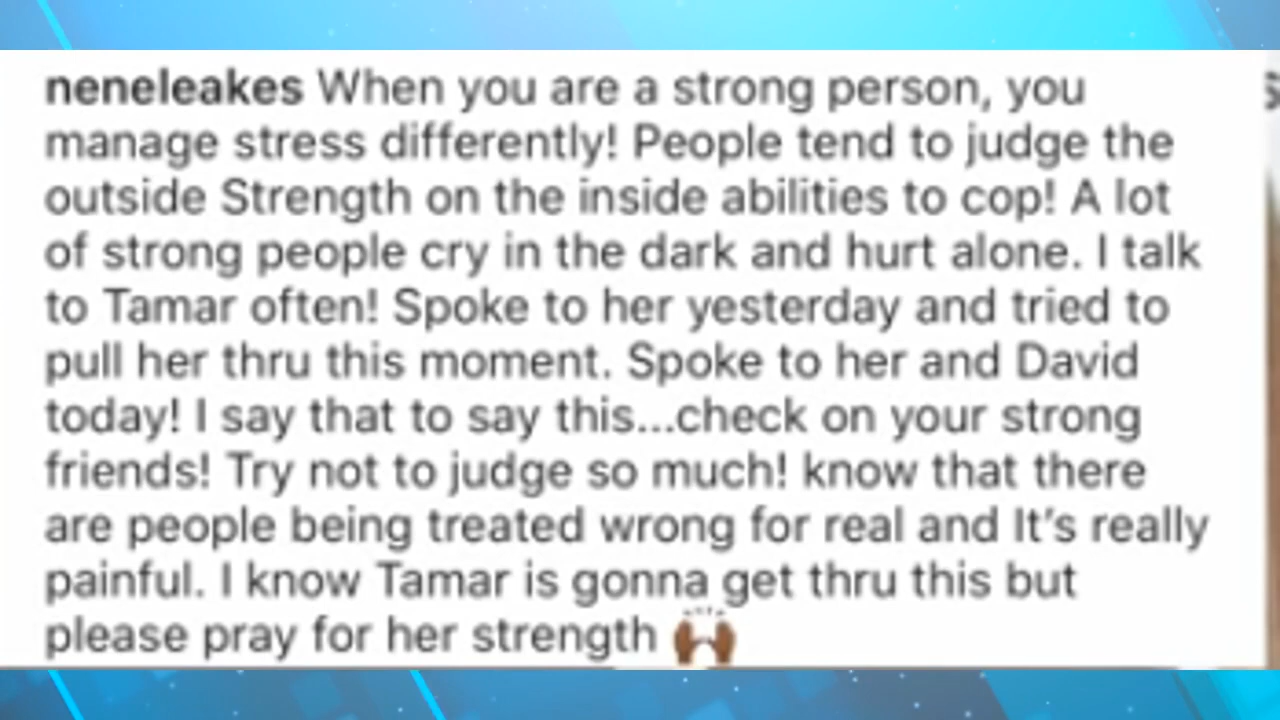 neneleakes When you are a strong person, you
manage stress differently! People tend to judge the
outside Strength on the inside abilities to cop! A lot
of strong people cry in the dark and hurt alone. I talk
to Tamar often! Spoke to her yesterday and tried to
pull her thru this moment. Spoke to her and David
today! I say that to say this...check on your strong
friends! Try not to judge so much! know that there
are people being treated wrong for real and It’s really
painful. I know Tamar is gonna get thru this but
please pray for her strength 🙌🏾